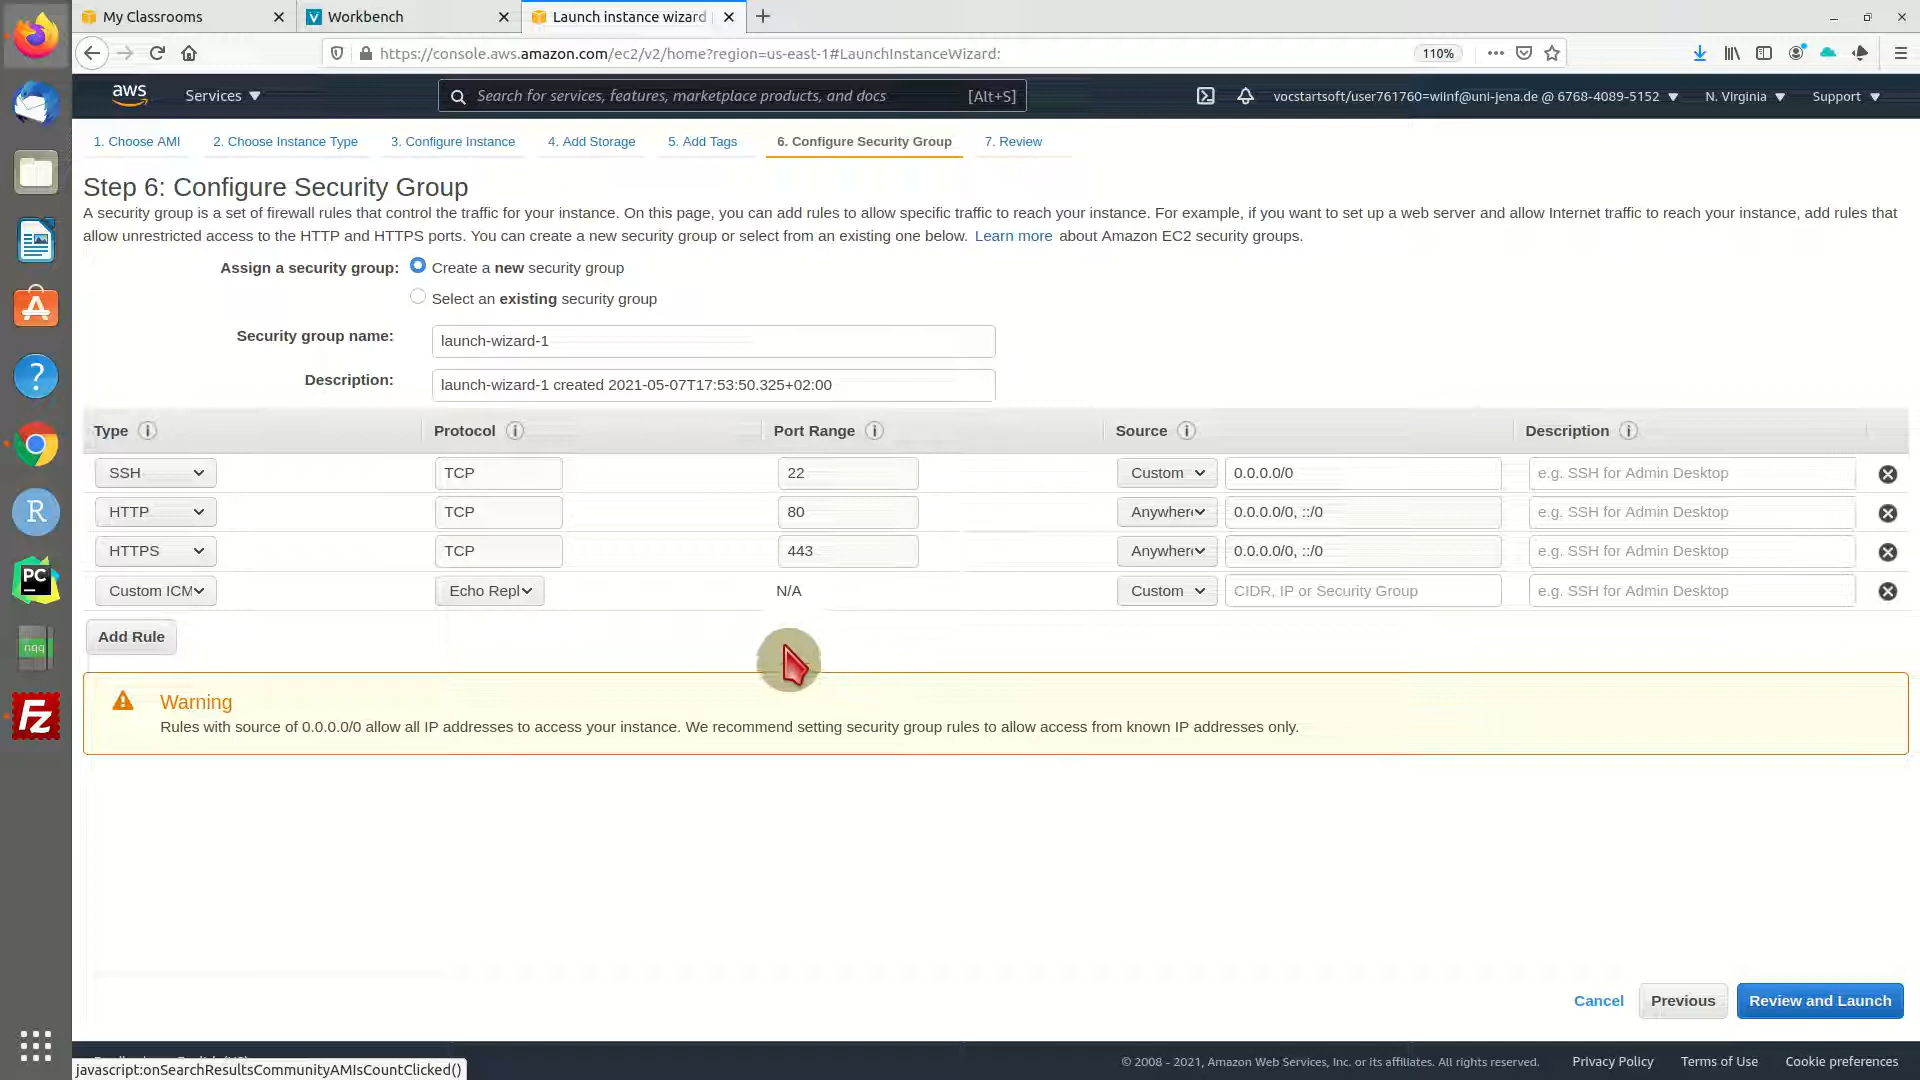 My Classrooms
Workbench
Launch instance wizard
https://console.aws.amazon.com/ec2/v2/home?region=us-east-1#LaunchInstanceWizard:
110%
aws
Services
Search for services, features, marketplace products, and docs
[Alt+S]
vocstartsoft/user761760=wiinf@uni-jena.de @ 6768-4089-5152
N. Virginia
Support
1. Choose AMI
2. Choose Instance Type
3. Configure Instance
4. Add Storage
5. Add Tags
6. Configure Security Group
7. Review
Step 6: Configure Security Group
A security group is a set of firewall rules that control the traffic for your instance. On this page, you can add rules to allow specific traffic to reach your instance. For example, if you want to set up a web server and allow Internet traffic to reach your instance, add rules that
allow unrestricted access to the HTTP and HTTPS ports. You can create a new security group or select from an existing one below. Learn more about Amazon EC2 security groups.
Assign a security group:
Create a new security group
Select an existing security group
Security group name:
launch-wizard-1
Description:
launch-wizard-1 created 2021-05-07T17:53:50.325+02:00
Type
Protocol
Port Range
Source
Description
SSH
TCP
22
Custom
0.0.0.0/0
e.g. SSH for Admin Desktop
HTTP
TCP
80
Anywher
0.0.0.0/0, ::/0
e.g. SSH for Admin Desktop
HTTPS
TCP
443
Anywher
0.0.0.0/0, ::/0
e.g. SSH for Admin Desktop
Custom ICM
Echo Repl
N/A
Custom
CIDR, IP or Security Group
e.g. SSH for Admin Desktop
Add Rule
Warning
Rules with source of 0.0.0.0/0 allow all IP addresses to access your instance. We recommend setting security group rules to allow access from known IP addresses only.
Cancel
Previous
Review and Launch
© 2008 - 2021, Amazon Web Services, Inc. or its affiliates. All rights reserved.
Privacy Policy
Terms of Use
Cookie preferences
javascript:onSearchResultsCommunityAMIsCountClicked()
A
?
R
PC
nqq
Fz